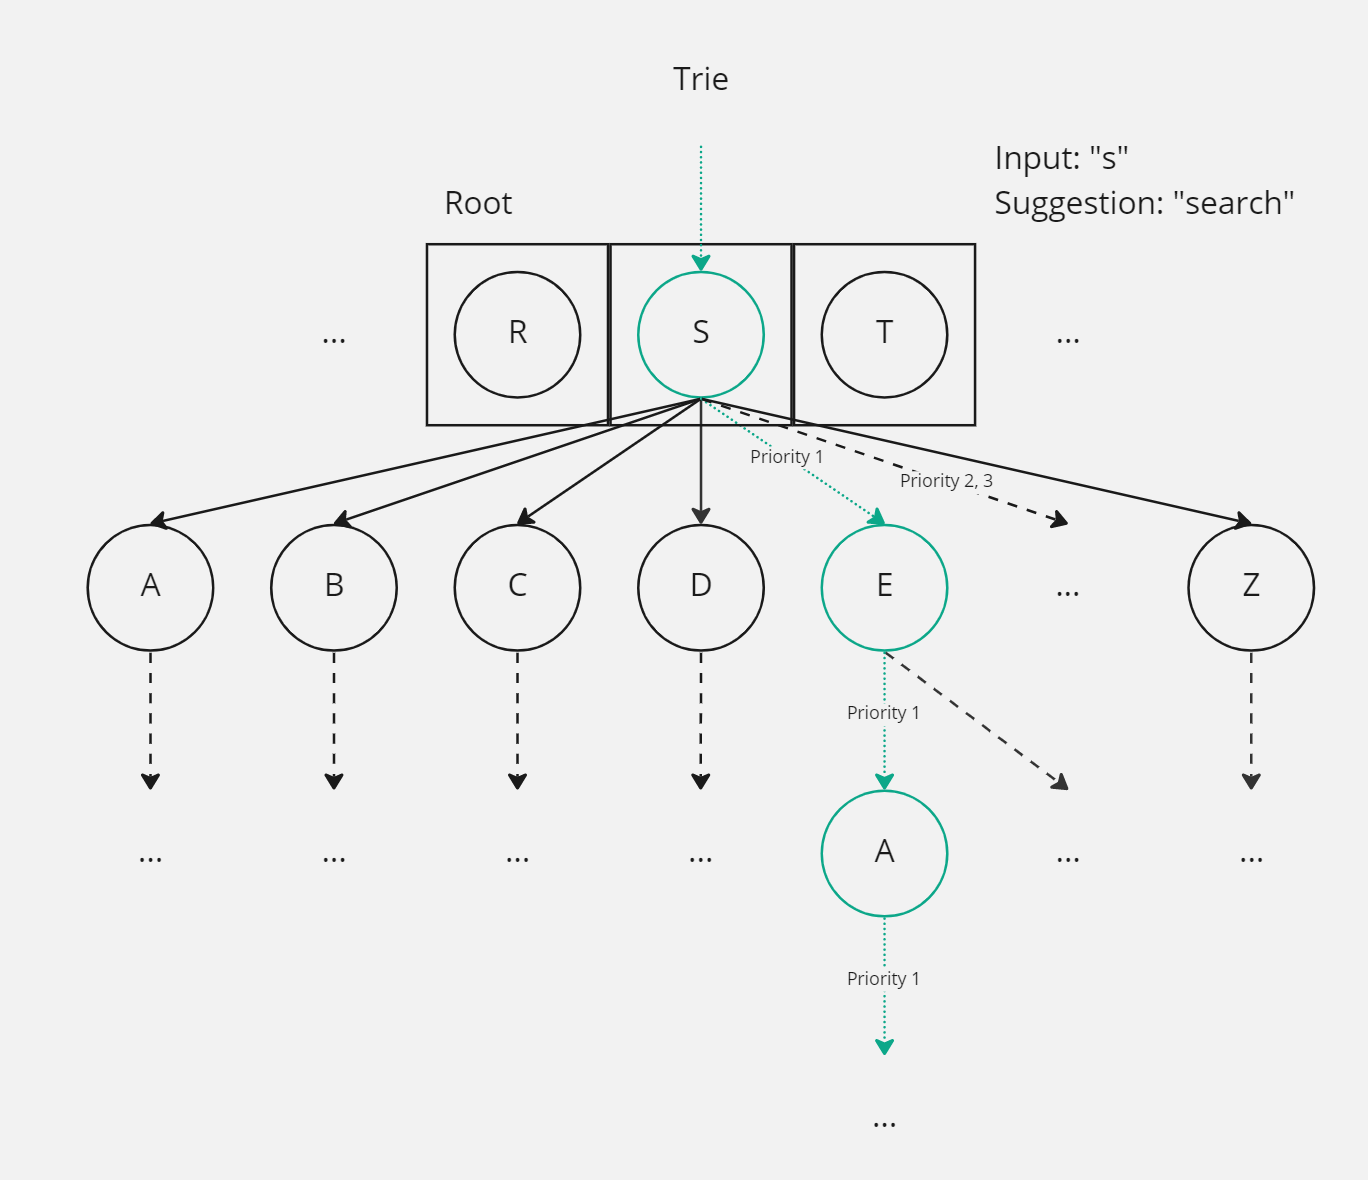 Trie
Input: "s"
Root
Suggestion: "search"
... R S T ...
Priority 1
Priority 2, 3
A B C D E ... Z
Priority 1
... ... ... ... A ... ...
Priority 1
...